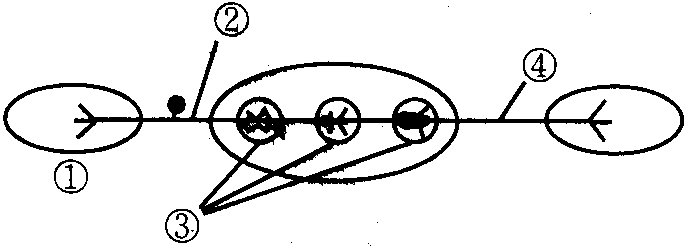 ②
④
①
③